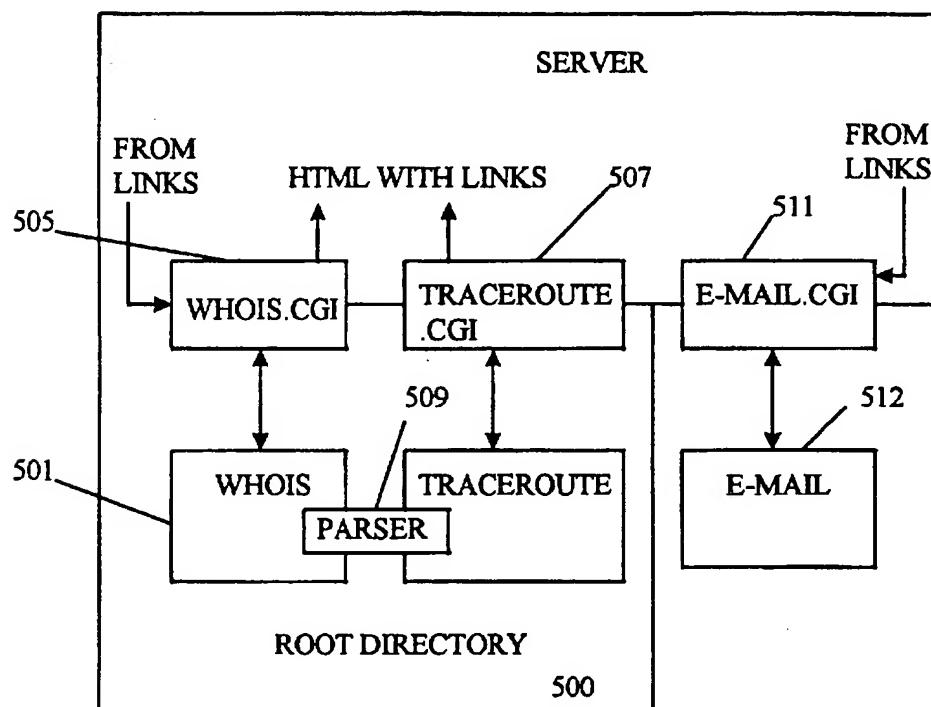 SERVER
FROM
LINKS
HTML WITH LINKS
507
FROM
LINKS
505
511
WHOIS.CGI
TRACEROUTE
.CGI
E-MAIL.CGI
509
512
501
WHOIS
TRACEROUTE
E-MAIL
PARSER
ROOT DIRECTORY
500